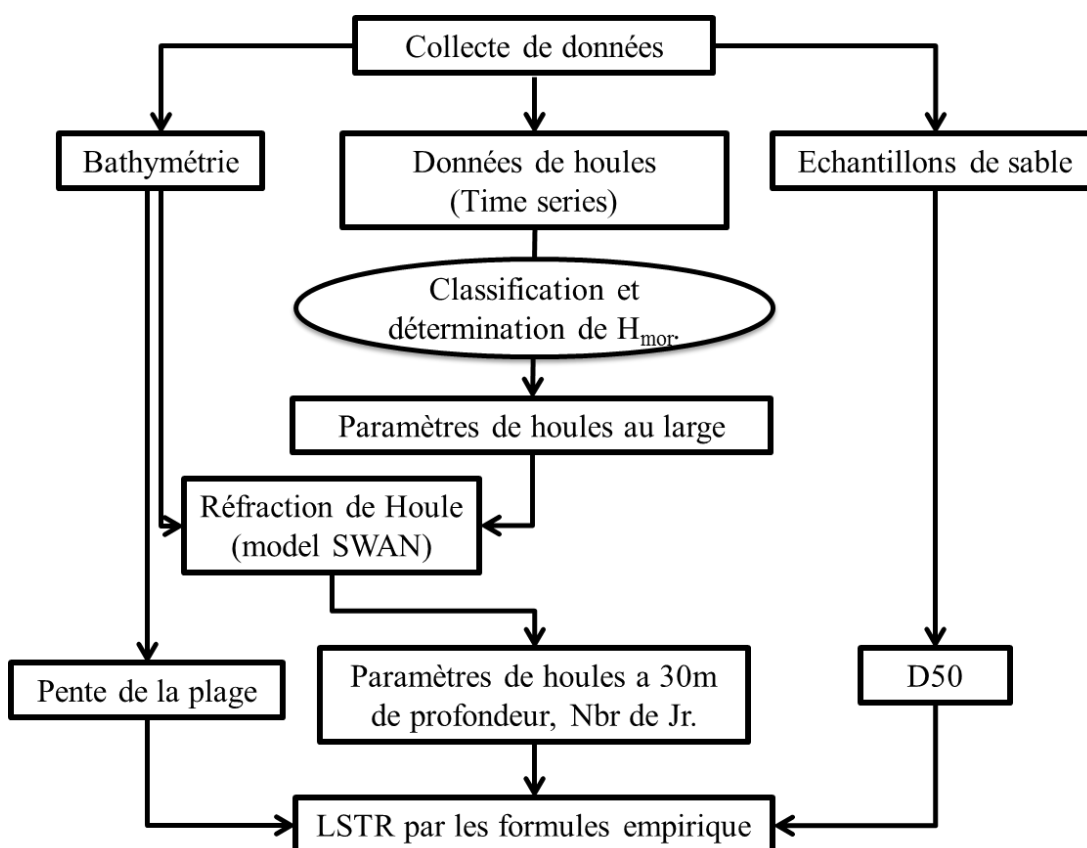 Collecte de données
Bathymétrie
Données de houles
(Time series)
Echantillons de sable
Classification et
détermination de Hmor.
Paramètres de houles au large
Réfraction de Houle
(model SWAN)
Pente de la plage
Paramètres de houles a 30m
de profondeur, Nbr de Jr.
D50
LSTR par les formules empirique